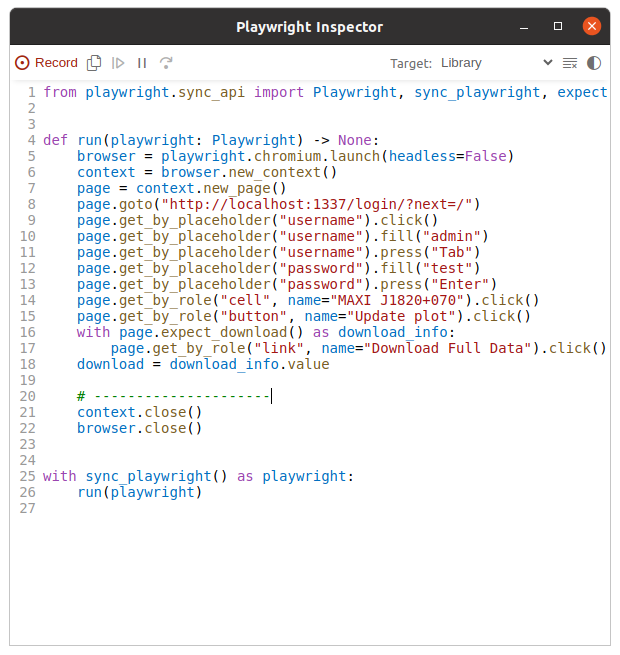 Playwright Inspector
Record Target: Library
1 from playwright.sync_api import Playwright, sync_playwright, expect
2
3
4 def run(playwright: Playwright) -> None:
5     browser = playwright.chromium.launch(headless=False)
6     context = browser.new_context()
7     page = context.new_page()
8     page.goto("http://localhost:1337/login/?next=/")
9     page.get_by_placeholder("username").click()
10     page.get_by_placeholder("username").fill("admin")
11     page.get_by_placeholder("username").press("Tab")
12     page.get_by_placeholder("password").fill("test")
13     page.get_by_placeholder("password").press("Enter")
14     page.get_by_role("cell", name="MAXI J1820+070").click()
15     page.get_by_role("button", name="Update plot").click()
16     with page.expect_download() as download_info:
17         page.get_by_role("link", name="Download Full Data").click()
18     download = download_info.value
19
20     # ---------------------
21     context.close()
22     browser.close()
23
24
25 with sync_playwright() as playwright:
26     run(playwright)
27